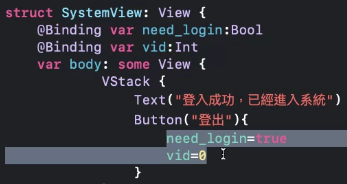 struct SystemView: View {
@Binding var need_login:Bool
@Binding var vid:Int
var body: some View {
VStack {
Text("登入成功，已經進入系統")
Button("登出"){
need_login=true
vid=0
}